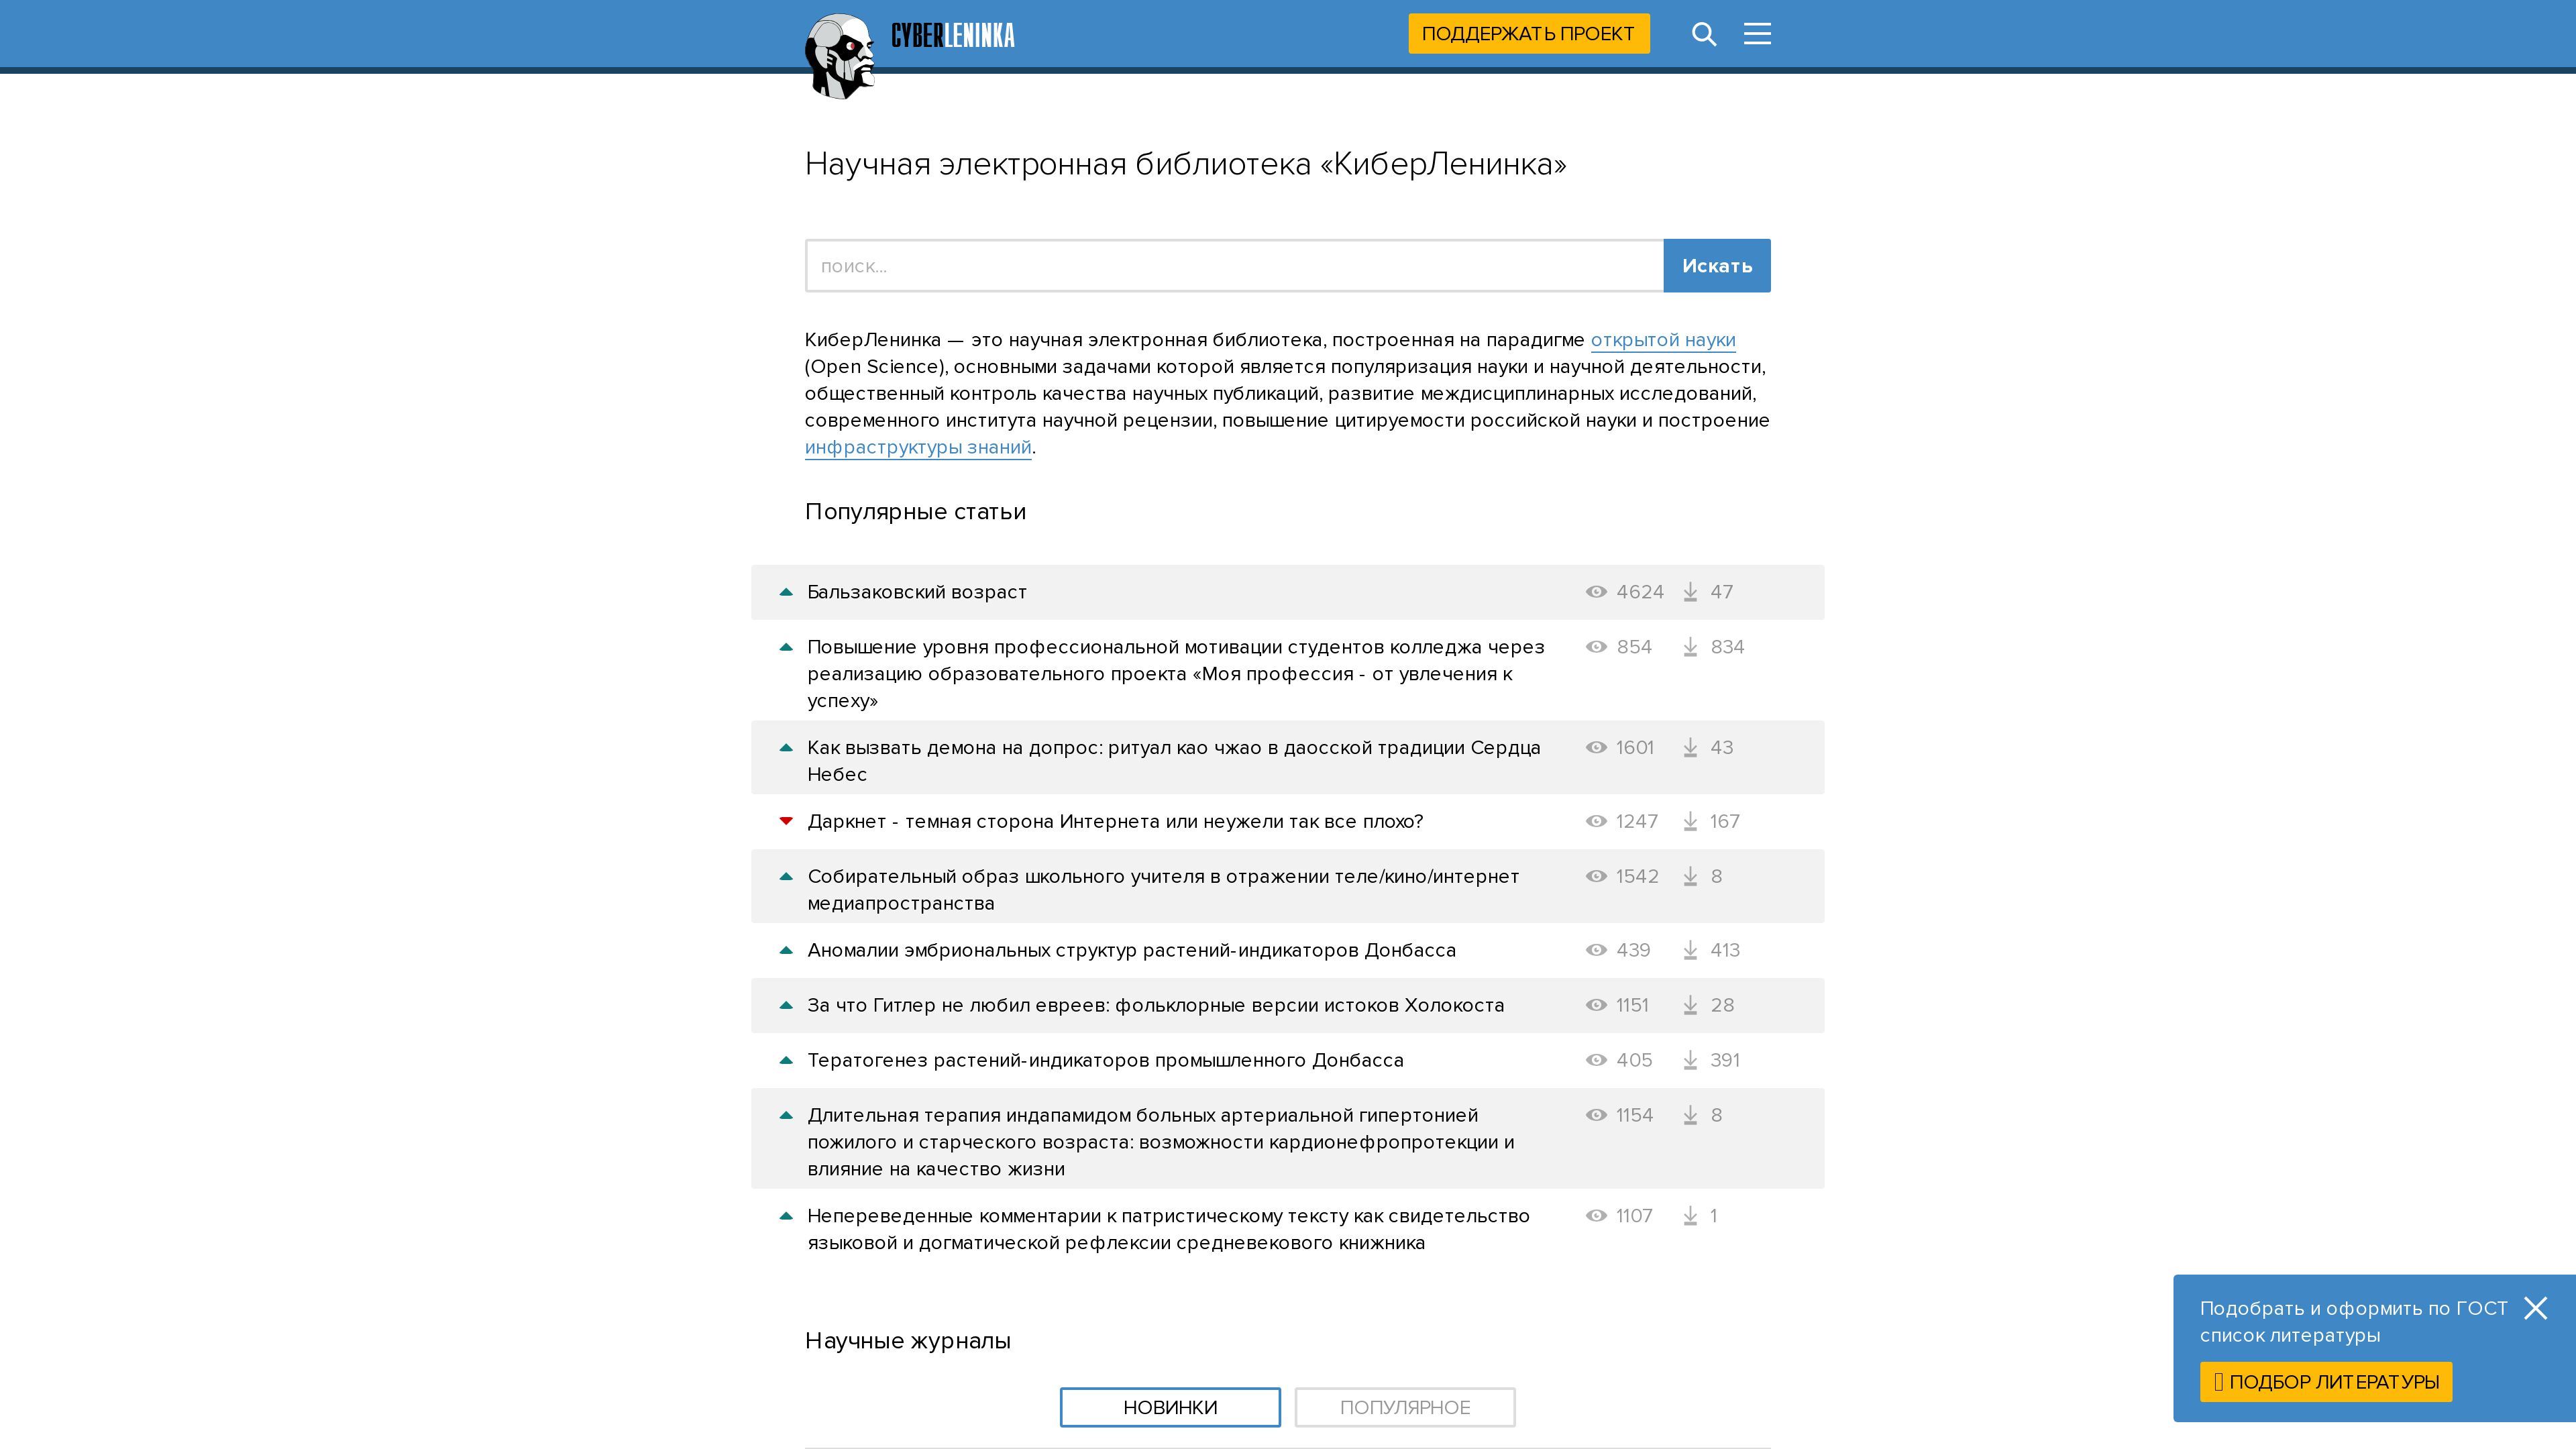 CYBERLENINKA
ПОДДЕРЖАТЬ ПРОЕКТ
Научная электронная библиотека «КиберЛенинка»
поиск...
Искать
КиберЛенинка — это научная электронная библиотека, построенная на парадигме открытой науки
(Open Science), основными задачами которой является популяризация науки и научной деятельности,
общественный контроль качества научных публикаций, развитие междисциплинарных исследований,
современного института научной рецензии, повышение цитируемости российской науки и построение
инфраструктуры знаний.
Популярные статьи
Бальзаковский возраст 4624 47
Повышение уровня профессиональной мотивации студентов колледжа через 854 834
реализацию образовательного проекта «Моя профессия - от увлечения к
успеху»
Как вызвать демона на допрос: ритуал као чжао в даосской традиции Сердца 1601 43
Небес
Даркнет - темная сторона Интернета или неужели так все плохо? 1247 167
Собирательный образ школьного учителя в отражении теле/кино/интернет 1542 8
медиапространства
Аномалии эмбриональных структур растений-индикаторов Донбасса 439 413
За что Гитлер не любил евреев: фольклорные версии истоков Холокоста 1151 28
Тератогенез растений-индикаторов промышленного Донбасса 405 391
Длительная терапия индапамидом больных артериальной гипертонией 1154 8
пожилого и старческого возраста: возможности кардионефропротекции и
влияние на качество жизни
Непереведенные комментарии к патристическому тексту как свидетельство 1107 1
языковой и догматической рефлексии средневекового книжника
Научные журналы
НОВИНКИ
ПОПУЛЯРНОЕ
Подобрать и оформить по ГОСТ
список литературы
ПОДБОР ЛИТЕРАТУРЫ